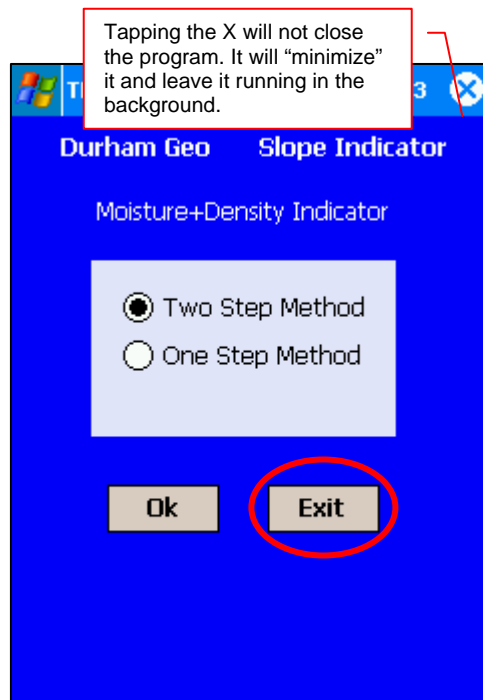 Tapping the X will not close
the program. It will “minimize”
it and leave it running in the
background.
3
Durham Geo Slope Indicator
Moisture+Density Indicator
Two Step Method
One Step Method
Ok Exit